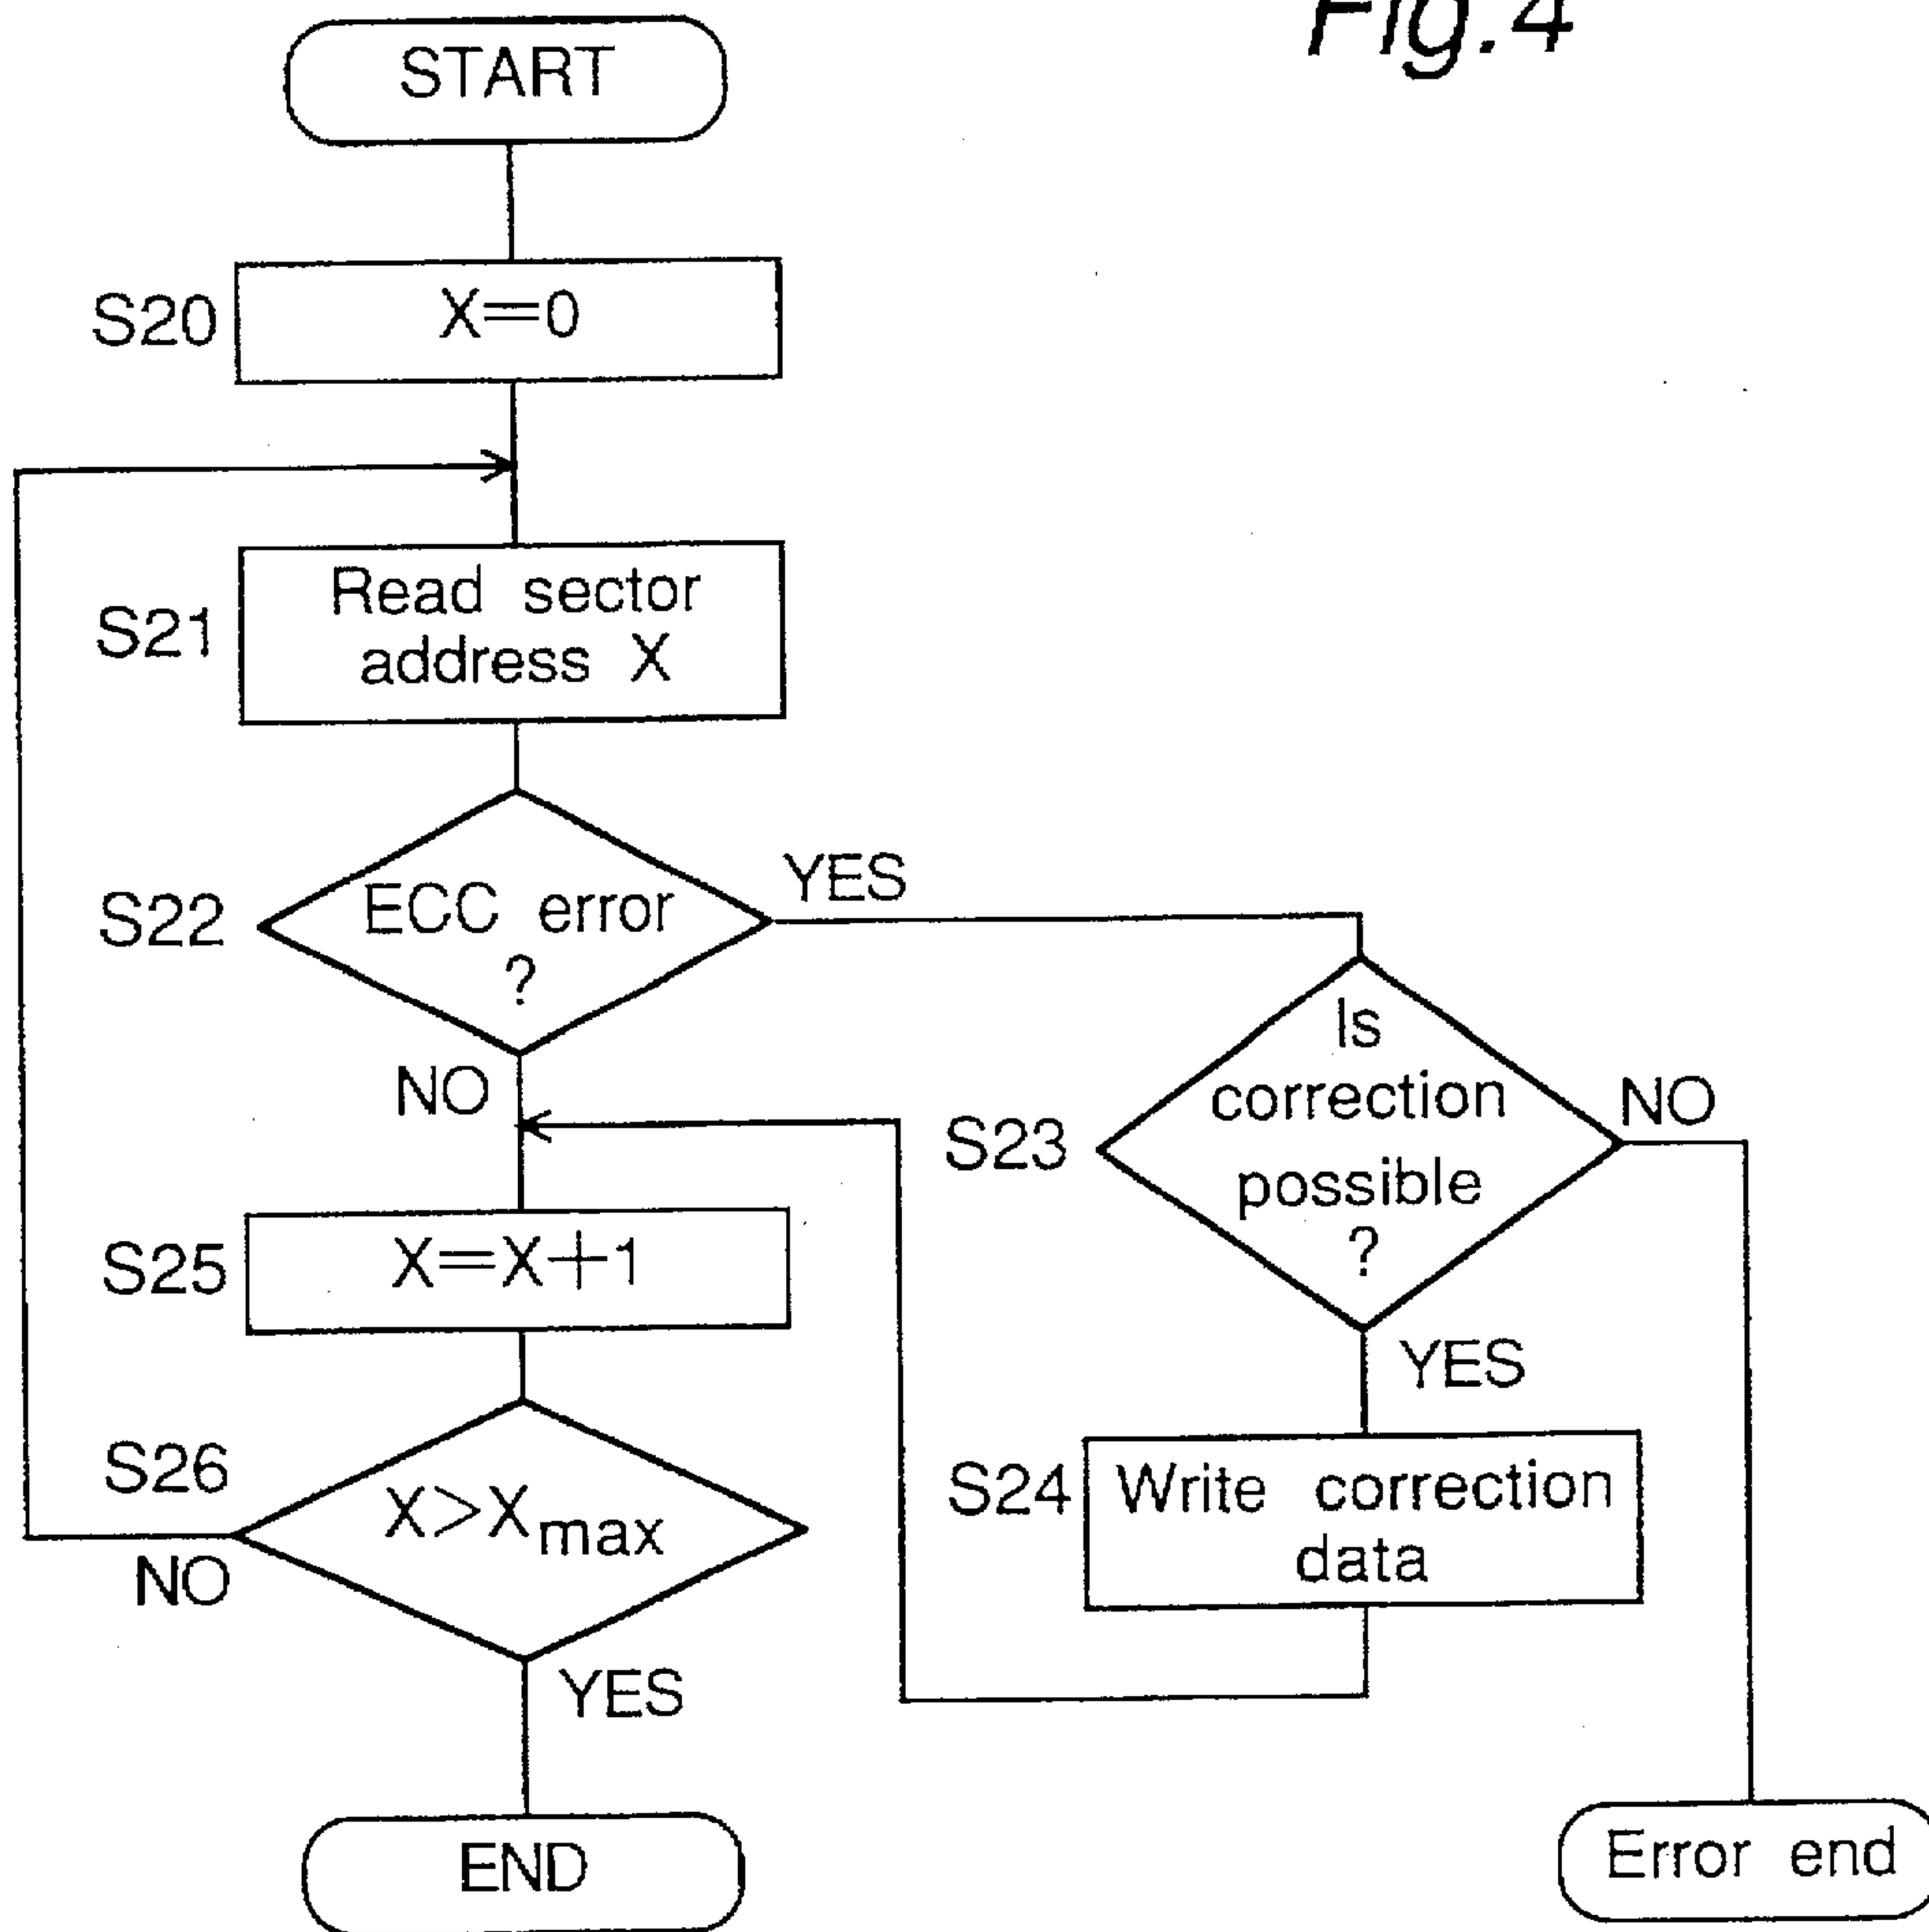 Fig.4
START
S20
X=0
S21
Read sector
address X
S22
ECC error
?
YES
NO
S23
Is
correction
possible
?
NO
YES
S24
Write correction
data
S25
X=X+1
S26
X>Xmax
NO
YES
END
Error end